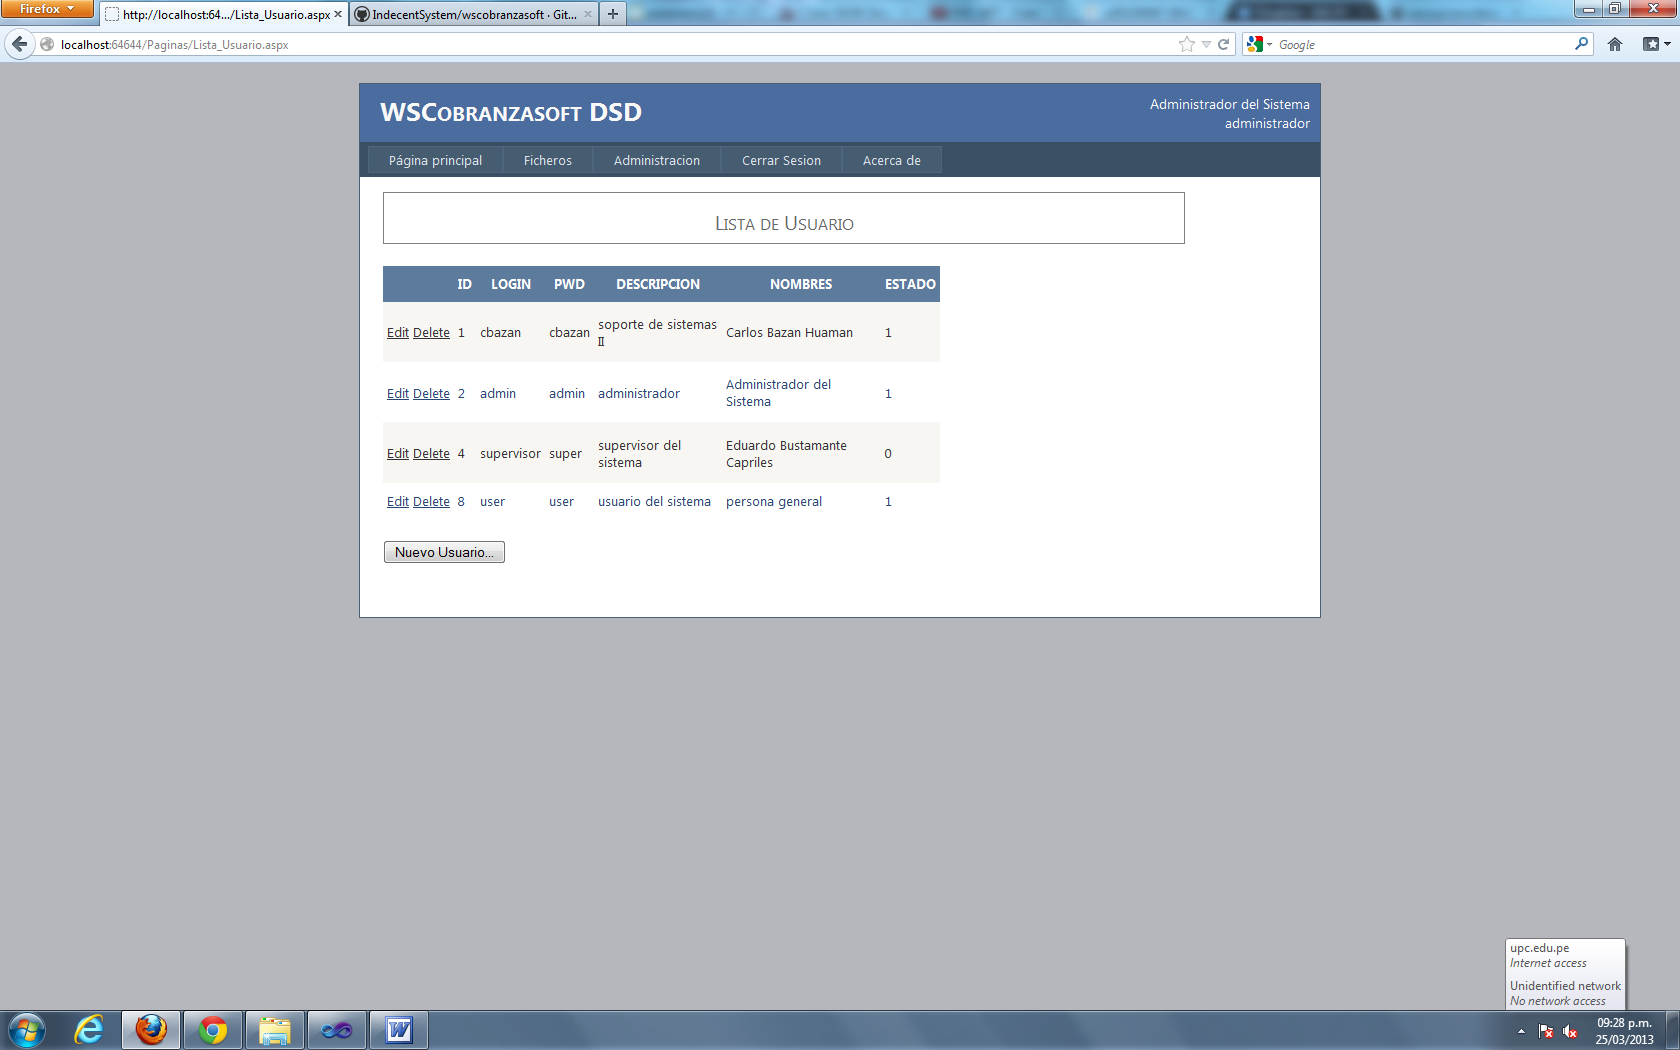 Firefox
http://localhost:64.../Lista_Usuario.aspx
IndecentSystem/wscobranzasoft · Git...
localhost:64644/Paginas/Lista_Usuario.aspx
Google
WSCobranzasoft DSD
Administrador del Sistema
administrador
Página principal Ficheros Administracion Cerrar Sesion Acerca de
Lista de Usuario
ID LOGIN PWD DESCRIPCION NOMBRES ESTADO
Edit Delete 1 cbazan cbazan soporte de sistemas II Carlos Bazan Huaman 1
Edit Delete 2 admin admin administrador Administrador del Sistema 1
Edit Delete 4 supervisor super supervisor del sistema Eduardo Bustamante Capriles 0
Edit Delete 8 user user usuario del sistema persona general 1
Nuevo Usuario...
upc.edu.pe
Internet access
Unidentified network
No network access
09:28 p.m.
25/03/2013